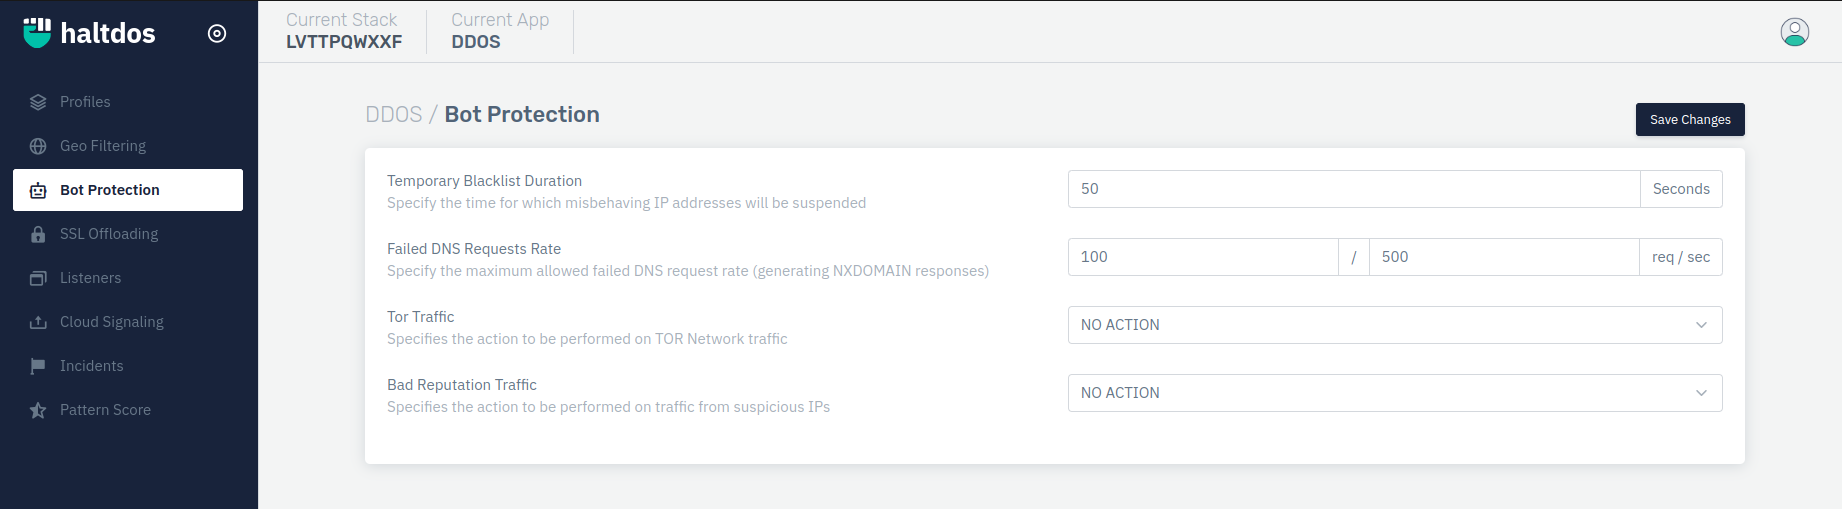 haltdos
Current Stack
LVTTPQWXXF
Current App
DDOS
Profiles
Geo Filtering
Bot Protection
SSL Offloading
Listeners
Cloud Signaling
Incidents
Pattern Score
DDOS / Bot Protection
Save Changes
Temporary Blacklist Duration
Specify the time for which misbehaving IP addresses will be suspended
50 Seconds
Failed DNS Requests Rate
Specify the maximum allowed failed DNS request rate (generating NXDOMAIN responses)
100 / 500 req / sec
Tor Traffic
Specifies the action to be performed on TOR Network traffic
NO ACTION
Bad Reputation Traffic
Specifies the action to be performed on traffic from suspicious IPs
NO ACTION